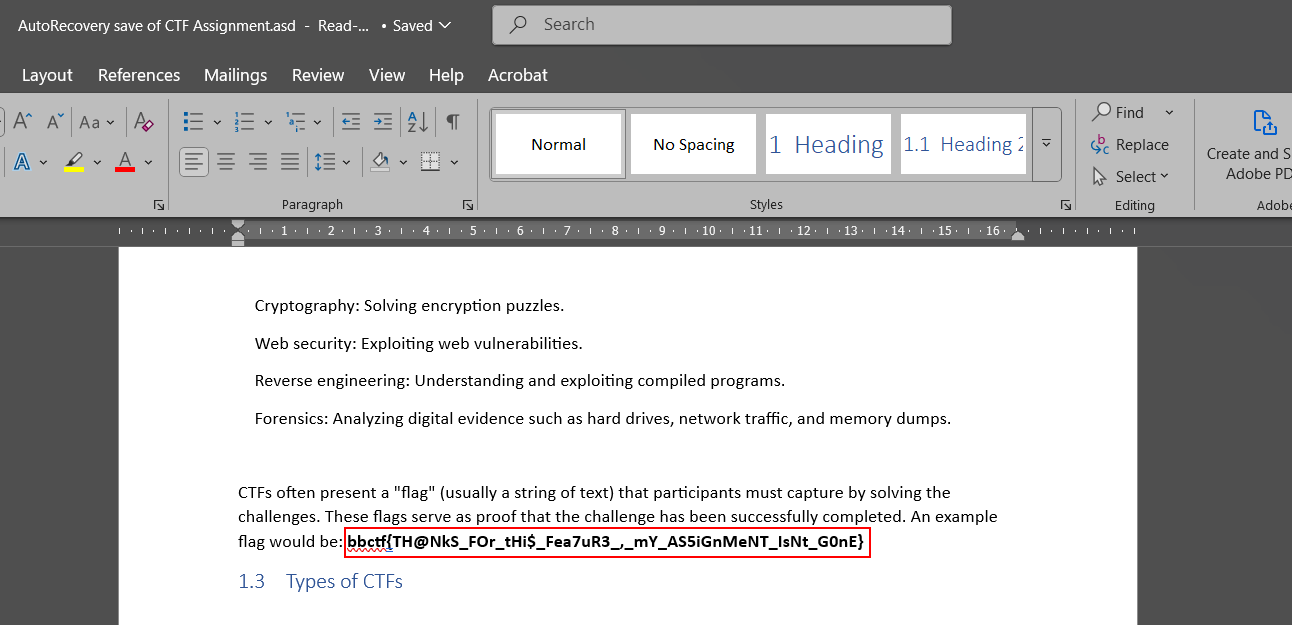 AutoRecovery save of CTF Assignment.asd - Read-... • Saved
Search
Layout References Mailings Review View Help Acrobat
Aa
Normal
No Spacing
1 Heading
1.1 Heading 2
Find
Replace
Select
Create and S
Adobe PD
Paragraph
Styles
Editing
Adobe
1 2 3 4 5 6 7 8 9 10 11 12 13 14 15 16
Cryptography: Solving encryption puzzles.
Web security: Exploiting web vulnerabilities.
Reverse engineering: Understanding and exploiting compiled programs.
Forensics: Analyzing digital evidence such as hard drives, network traffic, and memory dumps.
CTFs often present a "flag" (usually a string of text) that participants must capture by solving the
challenges. These flags serve as proof that the challenge has been successfully completed. An example
flag would be: bbctf{TH@NkS_FOr_tHi$_Fea7uR3_,_mY_AS5iGnMeNT_IsNt_G0nE}
1.3 Types of CTFs